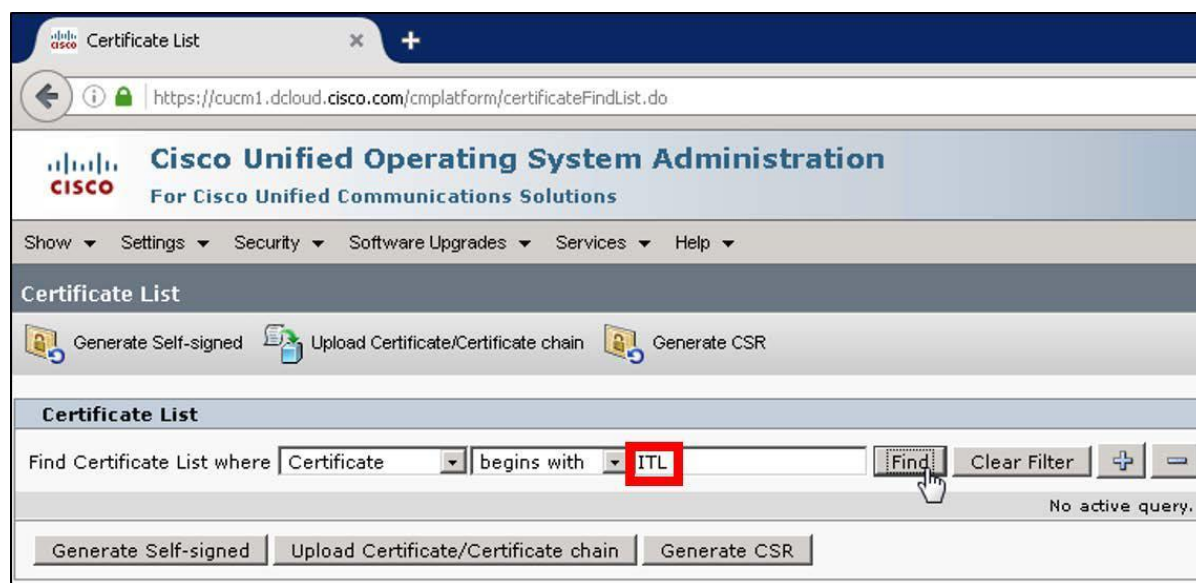 Certificate List
https://cucm1.dcloud.cisco.com/cmplatform/certificateFindList.do
CISCO
Cisco Unified Operating System Administration
For Cisco Unified Communications Solutions
Show Settings Security Software Upgrades Services Help
Certificate List
Generate Self-signed Upload Certificate/Certificate chain Generate CSR
Certificate List
Find Certificate List where Certificate begins with ITL Find Clear Filter
No active query.
Generate Self-signed Upload Certificate/Certificate chain Generate CSR